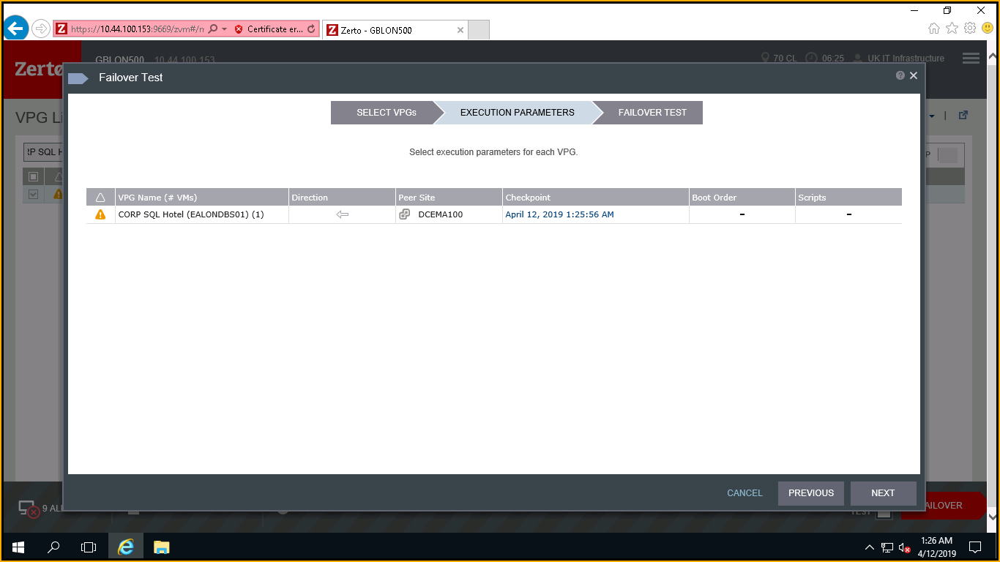 https://10.44.100.153:9669/zvm#/m
Certificate er...
Zerto - GBLON500
Zerto
GBLON500 10.44.100.153
70 CL
06:25
UK IT Infrastructure
Failover Test
VPG Li
SELECT VPGs
EXECUTION PARAMETERS
FAILOVER TEST
Select execution parameters for each VPG.
RP SQL H
P
VPG Name (# VMs) Direction Peer Site Checkpoint Boot Order Scripts
CORP SQL Hotel (EALONDBS01) (1) DCEMA100 April 12, 2019 1:25:56 AM – –
CANCEL
PREVIOUS
NEXT
9 AL
TEST
AILOVER
1:26 AM
4/12/2019